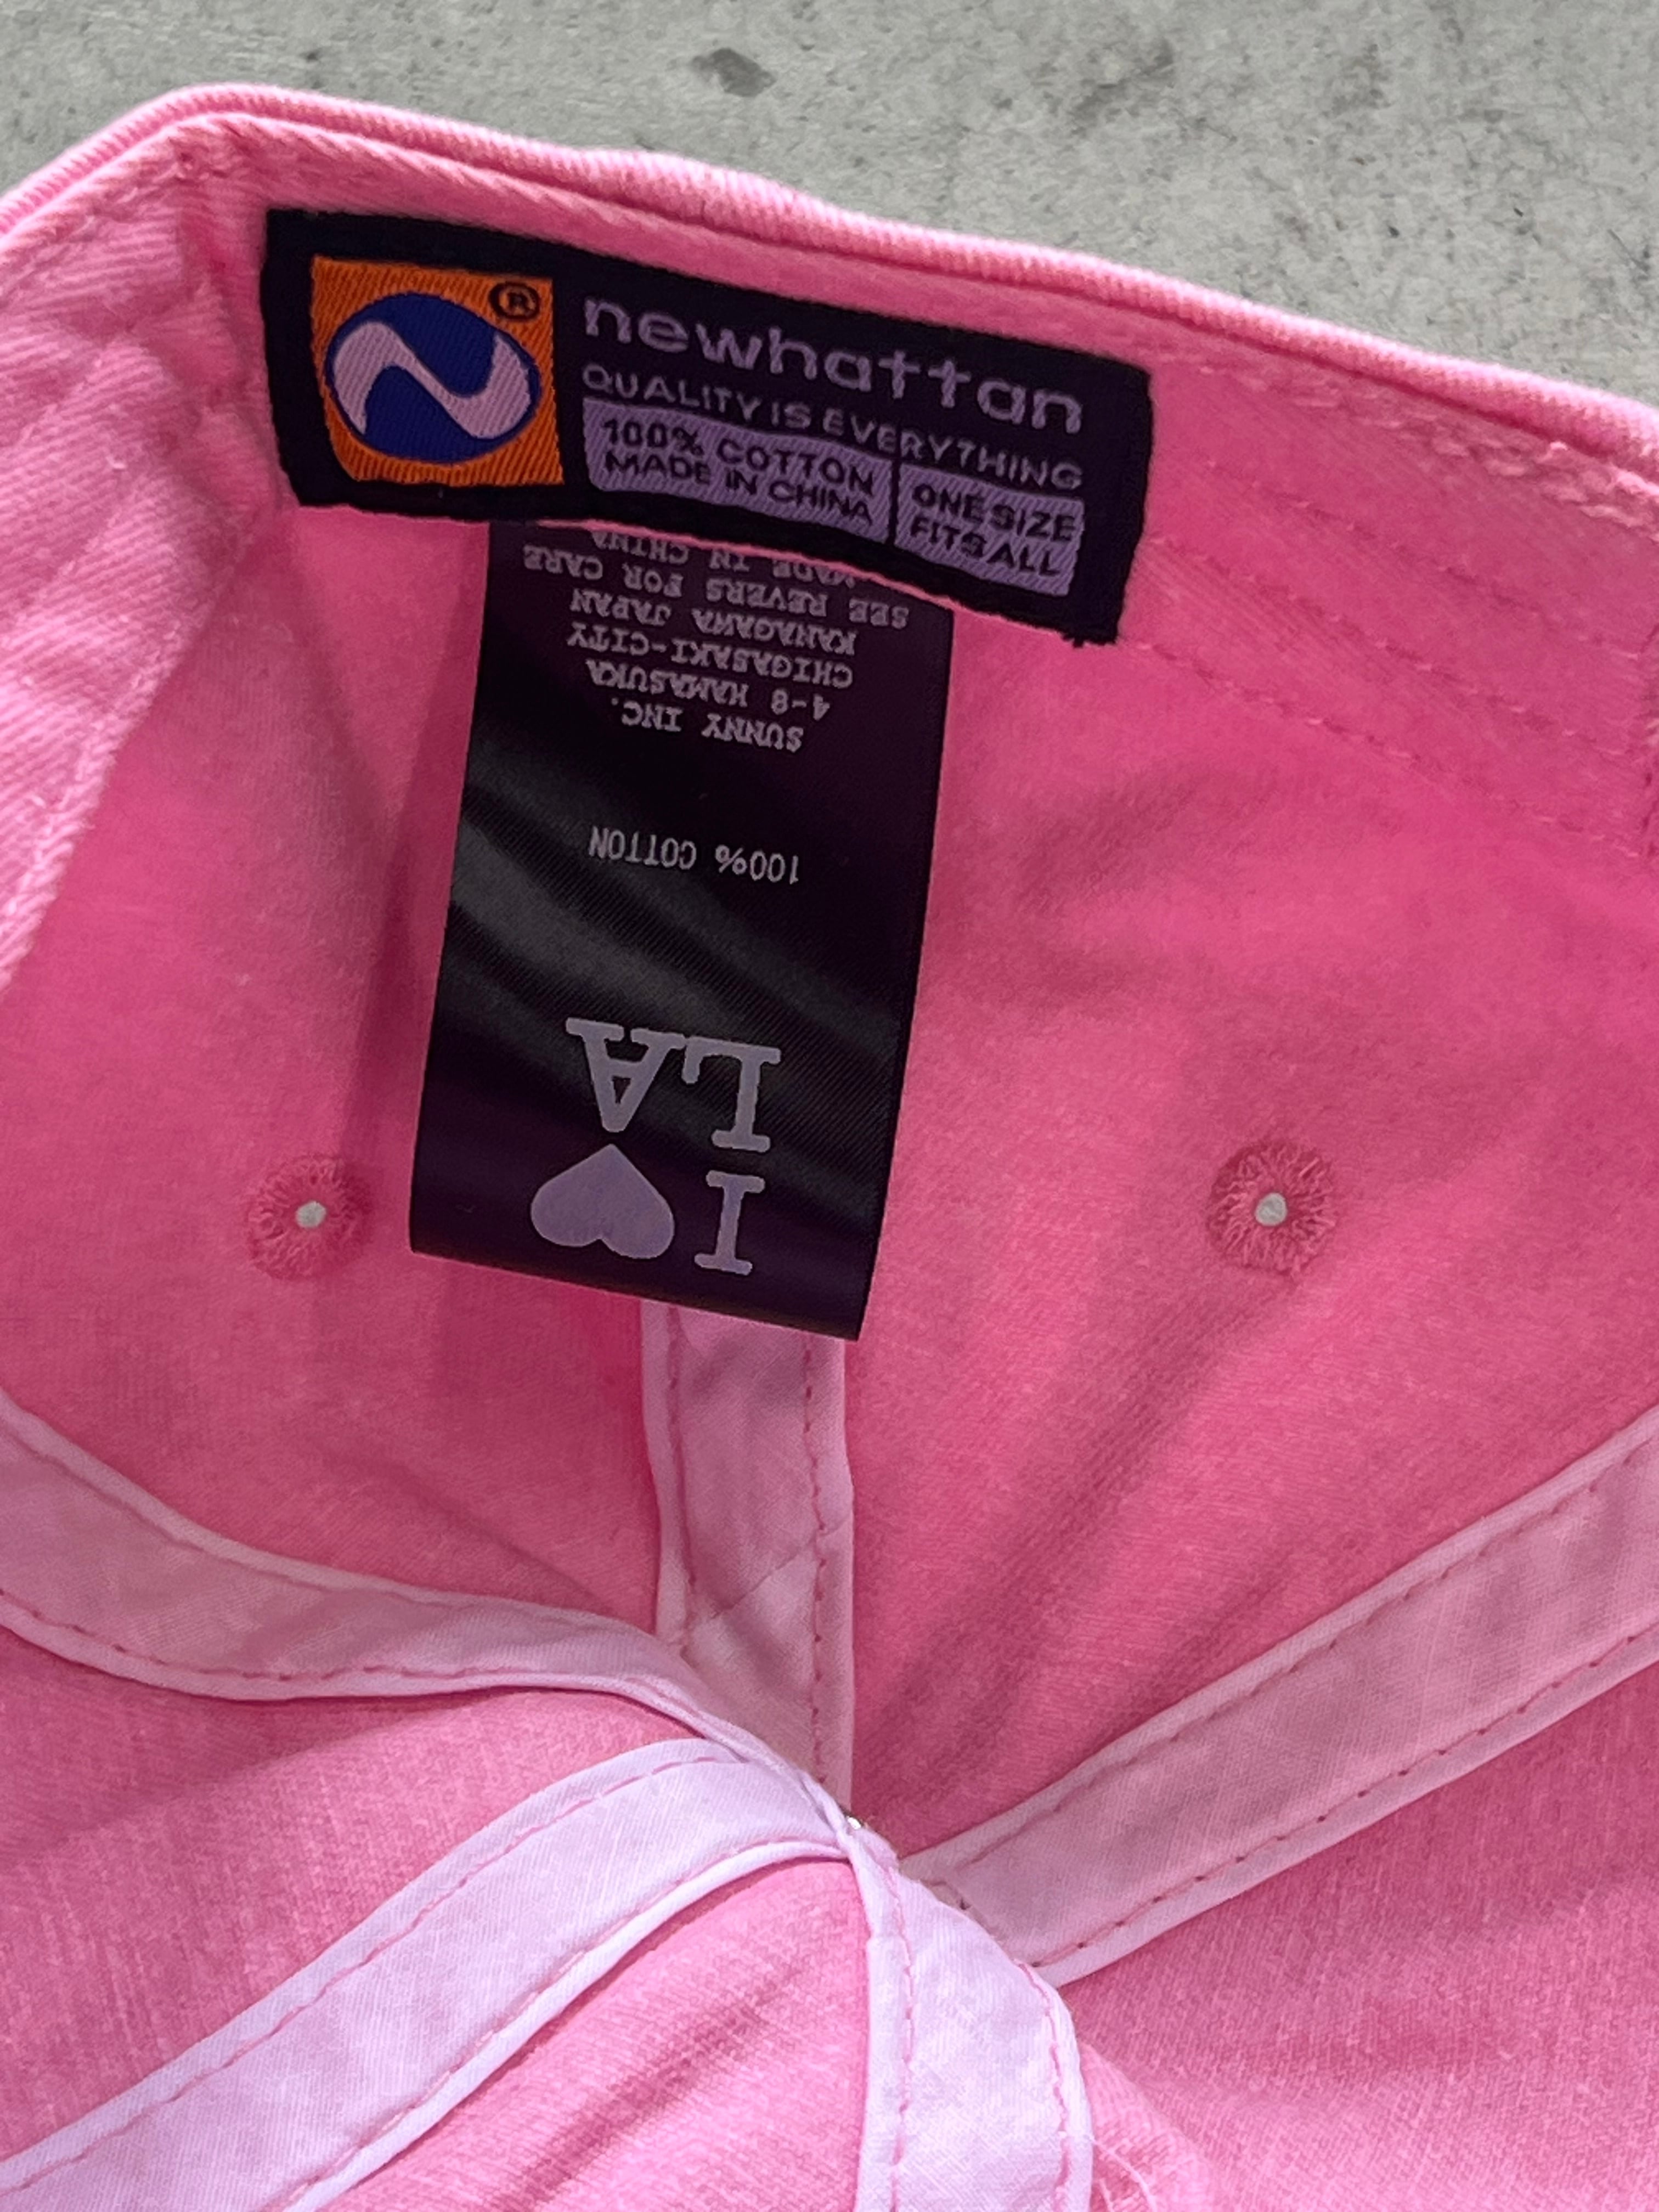 ®
newhattan
QUALITY IS EVERYTHING
100% COTTON
MADE IN CHINA
ONE SIZE
FITS ALL
I ♥
LA
100% COTTON
SUNNY INC.
4-8 HAMASUKA
CHIGASAKI-CITY
KANAGAWA JAPAN
SEE REVERS FOR CARE
MADE IN CHINA